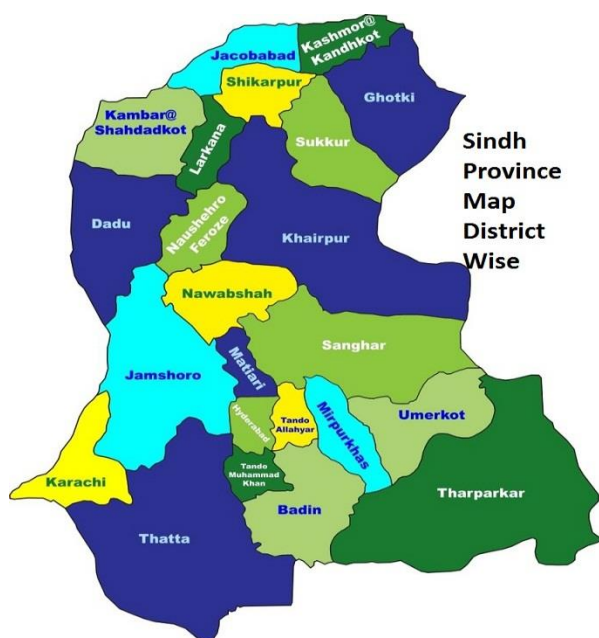 Kashmor@
Kandhkot
Jacobabad
Shikarpur
Ghotki
Kambar@
Shahdadkot
Larkana
Sukkur
Sindh
Province
Map
District
Wise
Dadu
Naushehro
Feroze
Khairpur
Nawabshah
Sanghar
Matiari
Jamshoro
Hyderabad
Tando
Allahyar
Mirpurkhas
Umerkot
Karachi
Tando
Muhammad
Khan
Tharparkar
Badin
Thatta